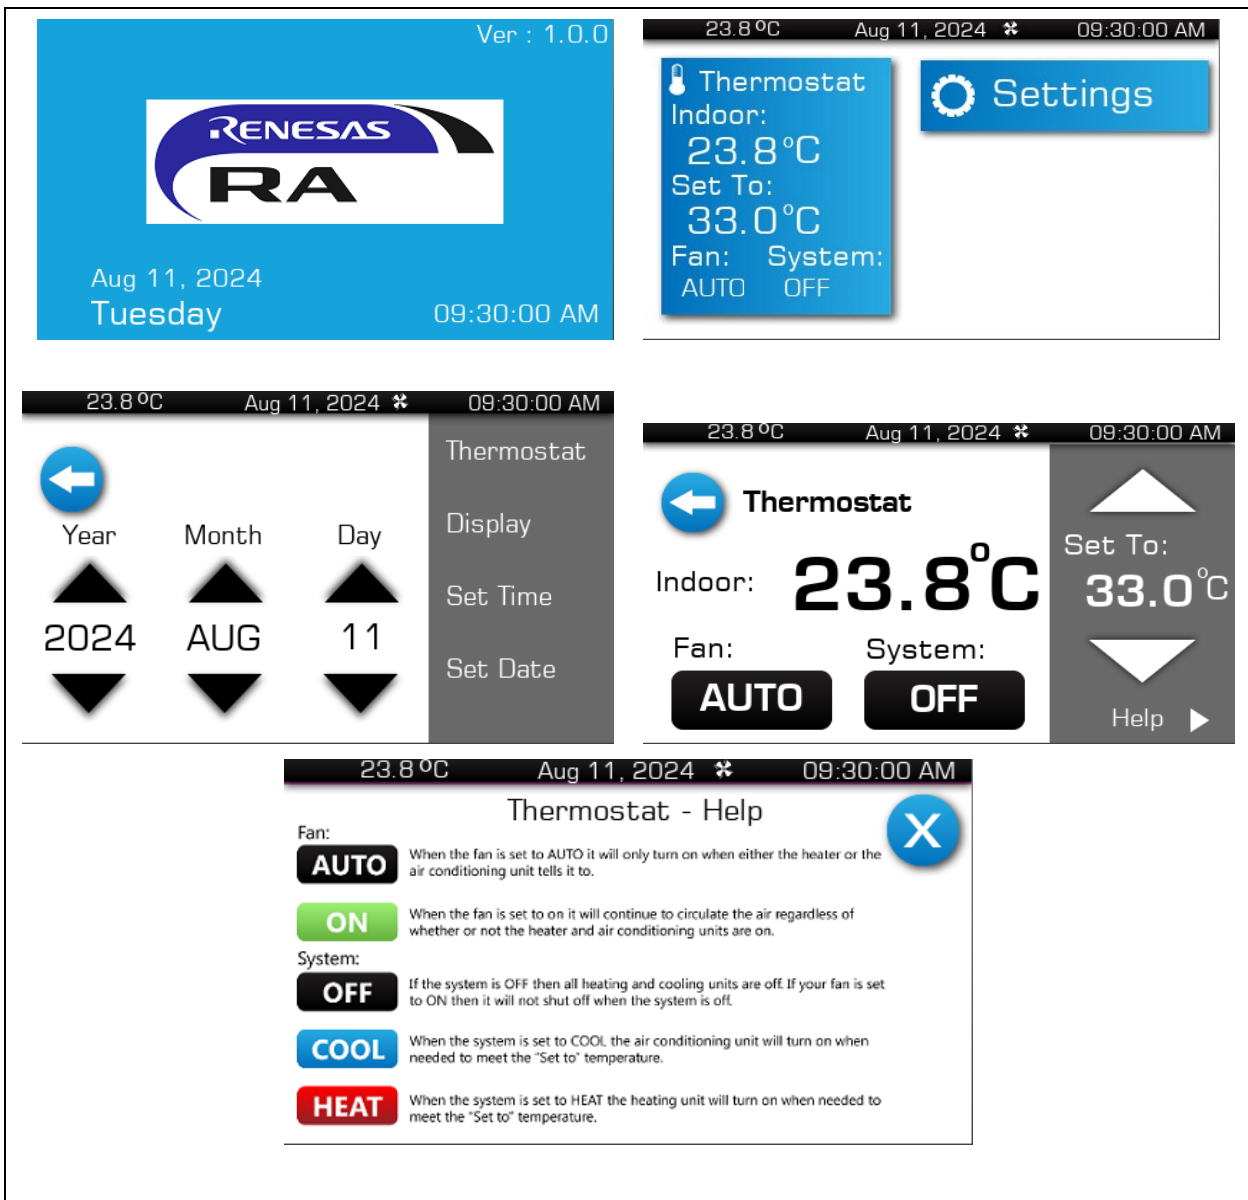 Ver : 1.0.0
RENESAS
RA
Aug 11, 2024
Tuesday
09:30:00 AM
23.8 ºC Aug 11, 2024 09:30:00 AM
Thermostat
Indoor:
23.8°C
Set To:
33.0°C
Fan: System:
AUTO OFF
Settings
23.8 ºC Aug 11, 2024 09:30:00 AM
Year Month Day
2024 AUG 11
Thermostat
Display
Set Time
Set Date
23.8 ºC Aug 11, 2024 09:30:00 AM
Thermostat
Indoor: 23.8°C
Fan: System:
AUTO OFF
Set To:
33.0°C
Help
23.8 ºC Aug 11, 2024 09:30:00 AM
Thermostat - Help
X
Fan:
AUTO
When the fan is set to AUTO it will only turn on when either the heater or the
air conditioning unit tells it to.
ON
When the fan is set to on it will continue to circulate the air regardless of
whether or not the heater and air conditioning units are on.
System:
OFF
If the system is OFF then all heating and cooling units are off. If your fan is set
to ON then it will not shut off when the system is off.
COOL
When the system is set to COOL the air conditioning unit will turn on when
needed to meet the "Set to" temperature.
HEAT
When the system is set to HEAT the heating unit will turn on when needed to
meet the "Set to" temperature.